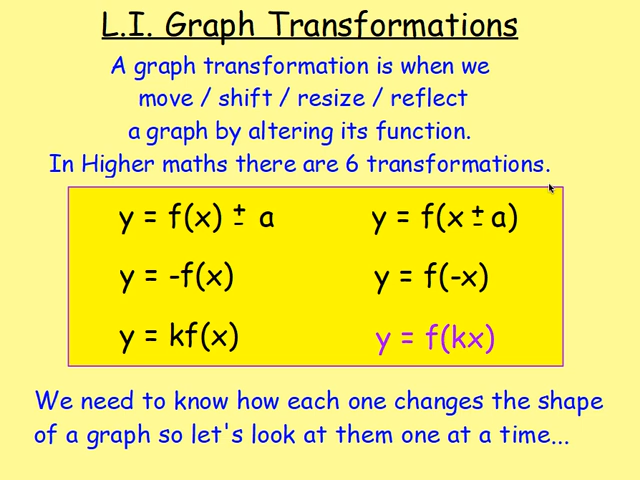 L.I. Graph Transformations
A graph transformation is when we
move / shift / resize / reflect
a graph by altering its function.
In Higher maths there are 6 transformations.
y = f(x) ± a
y = f(x ± a)
y = -f(x)
y = f(-x)
y = kf(x)
y = f(kx)
We need to know how each one changes the shape
of a graph so let's look at them one at a time...